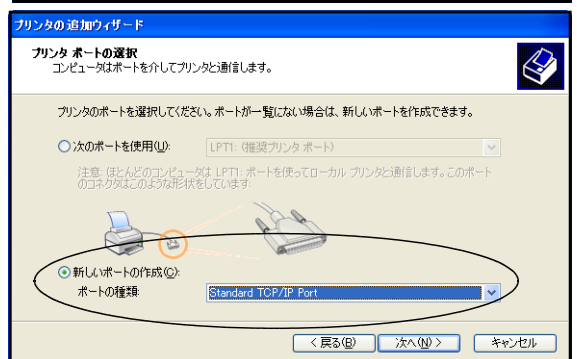 プリンタの追加ウィザード
プリンタ ポートの選択
コンピュータはポートを介してプリンタと通信します。
プリンタのポートを選択してください。ポートが一覧にない場合は、新しいポートを作成できます。
次のポートを使用(U):
LPT1: (推奨プリンタ ポート)
注意: ほとんどのコンピュータは LPT1: ポートを使ってローカル プリンタと通信します。このポート
のコネクタはこのような形状をしています:
新しいポートの作成(C):
ポートの種類:
Standard TCP/IP Port
< 戻る(B)
次へ(N) >
キャンセル